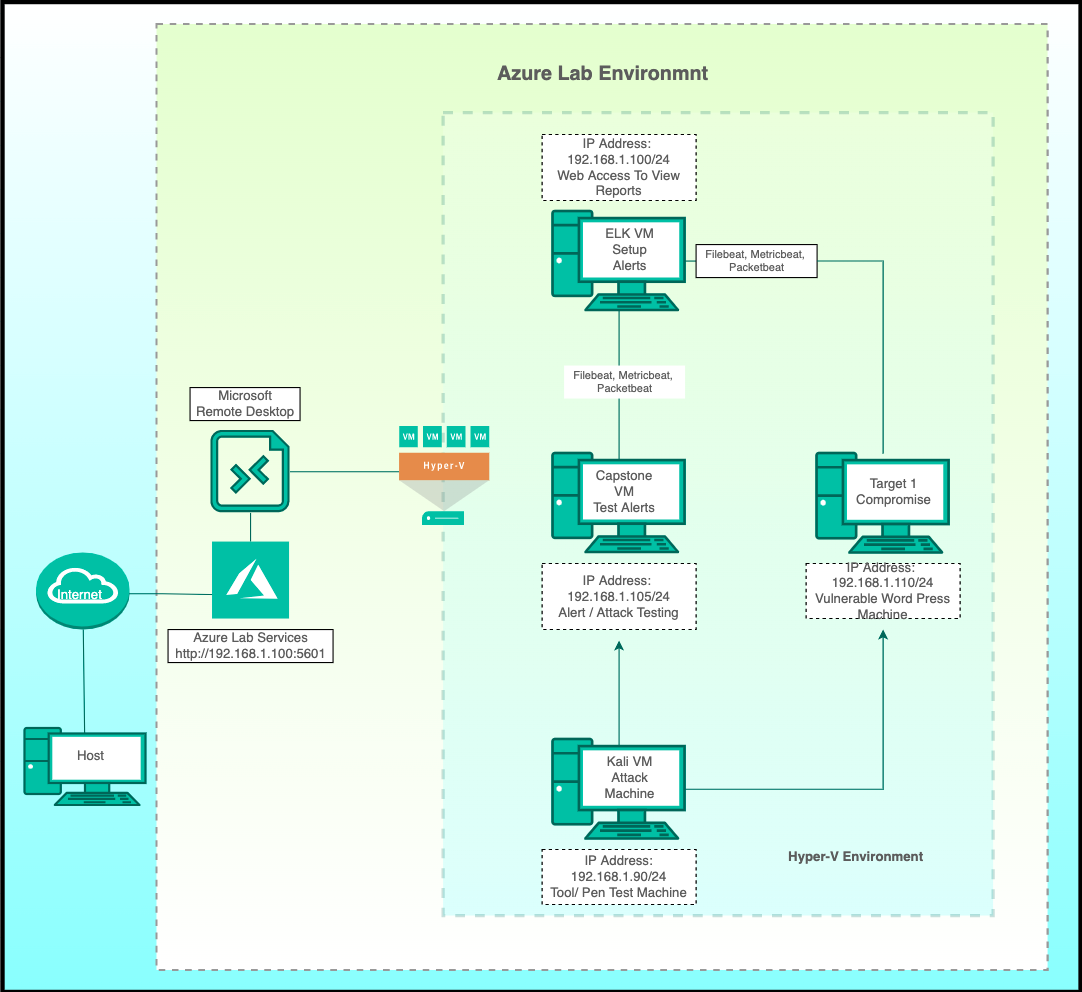 Azure Lab Environmnt
IP Address:
192.168.1.100/24
Web Access To View
Reports
ELK VM
Setup
Alerts
Filebeat, Metricbeat,
Packetbeat
Filebeat, Metricbeat,
Packetbeat
Microsoft
Remote Desktop
VM VM VM VM
Hyper-V
Capstone
VM
Test Alerts
Target 1
Compromise
IP Address:
192.168.1.105/24
Alert / Attack Testing
IP Address:
192.168.1.110/24
Vulnerable Word Press
Machine
Internet
Azure Lab Services
http://192.168.1.100:5601
Host
Kali VM
Attack
Machine
IP Address:
192.168.1.90/24
Tool/ Pen Test Machine
Hyper-V Environment